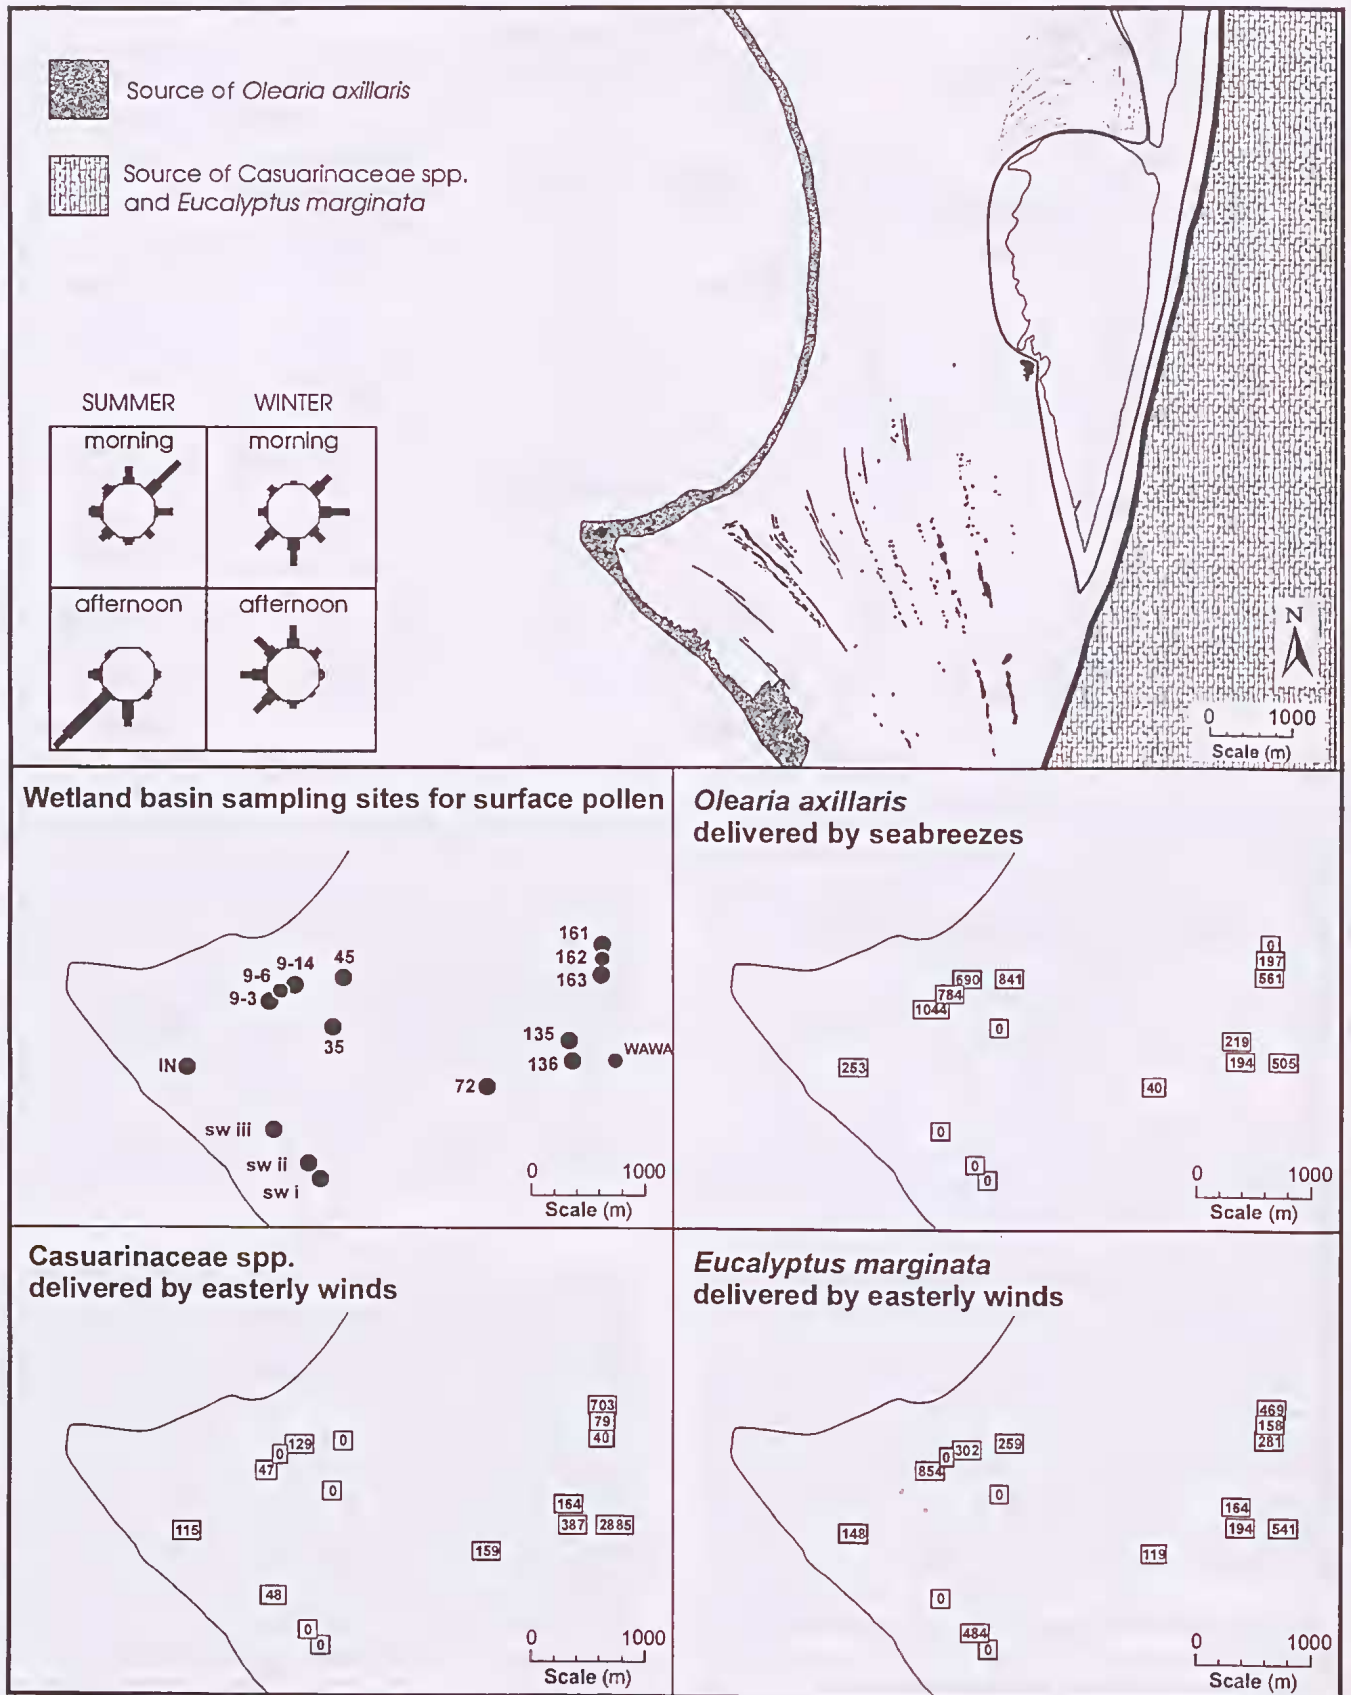 Source of Olearia axillaris
Source of Casuarinaceae spp.
and Eucalyptus marginata
SUMMER WINTER
morning morning
afternoon afternoon
N
0 1000
Scale (m)
Wetland basin sampling sites for surface pollen
161
162
163
9-14 45
9-6
9-3
35
135
136 WAWA
IN
72
sw iii
sw ii
sw i
0 1000
Scale (m)
Olearia axillaris
delivered by seabreezes
0
197
561
690 841
784
1044
0
219
194 505
253
40
0
0
0
0 1000
Scale (m)
Casuarinaceae spp.
delivered by easterly winds
703
79
40
129 0
0
47
0
164
387 2885
115
159
48
0
0
0 1000
Scale (m)
Eucalyptus marginata
delivered by easterly winds
469
158
281
302 259
0
854
0
164
194 541
148
119
0
484
0
0 1000
Scale (m)